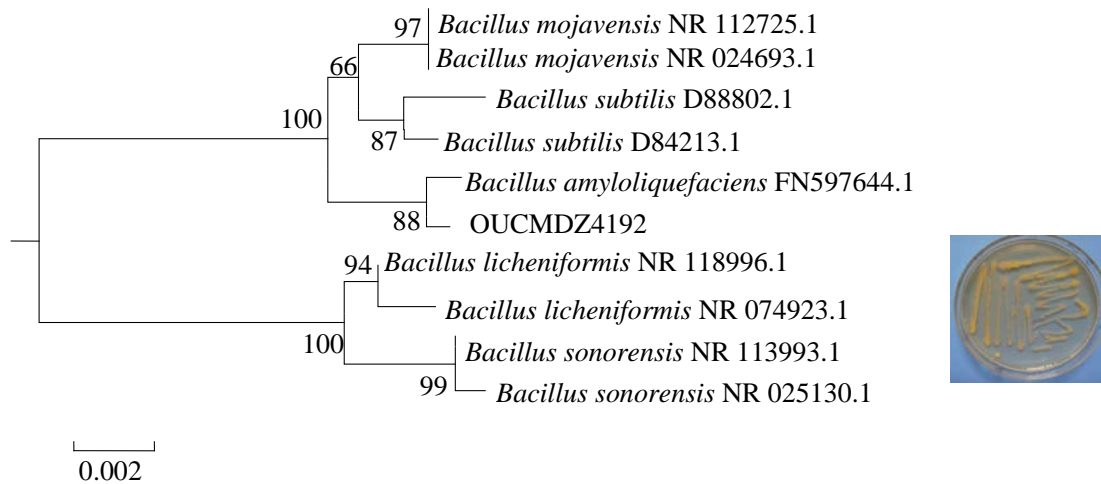 97
Bacillus mojavensis NR 112725.1
Bacillus mojavensis NR 024693.1
66
Bacillus subtilis D88802.1
100
87
Bacillus subtilis D84213.1
Bacillus amyloliquefaciens FN597644.1
88
OUCMDZ4192
94
Bacillus licheniformis NR 118996.1
Bacillus licheniformis NR 074923.1
100
Bacillus sonorensis NR 113993.1
99
Bacillus sonorensis NR 025130.1
0.002